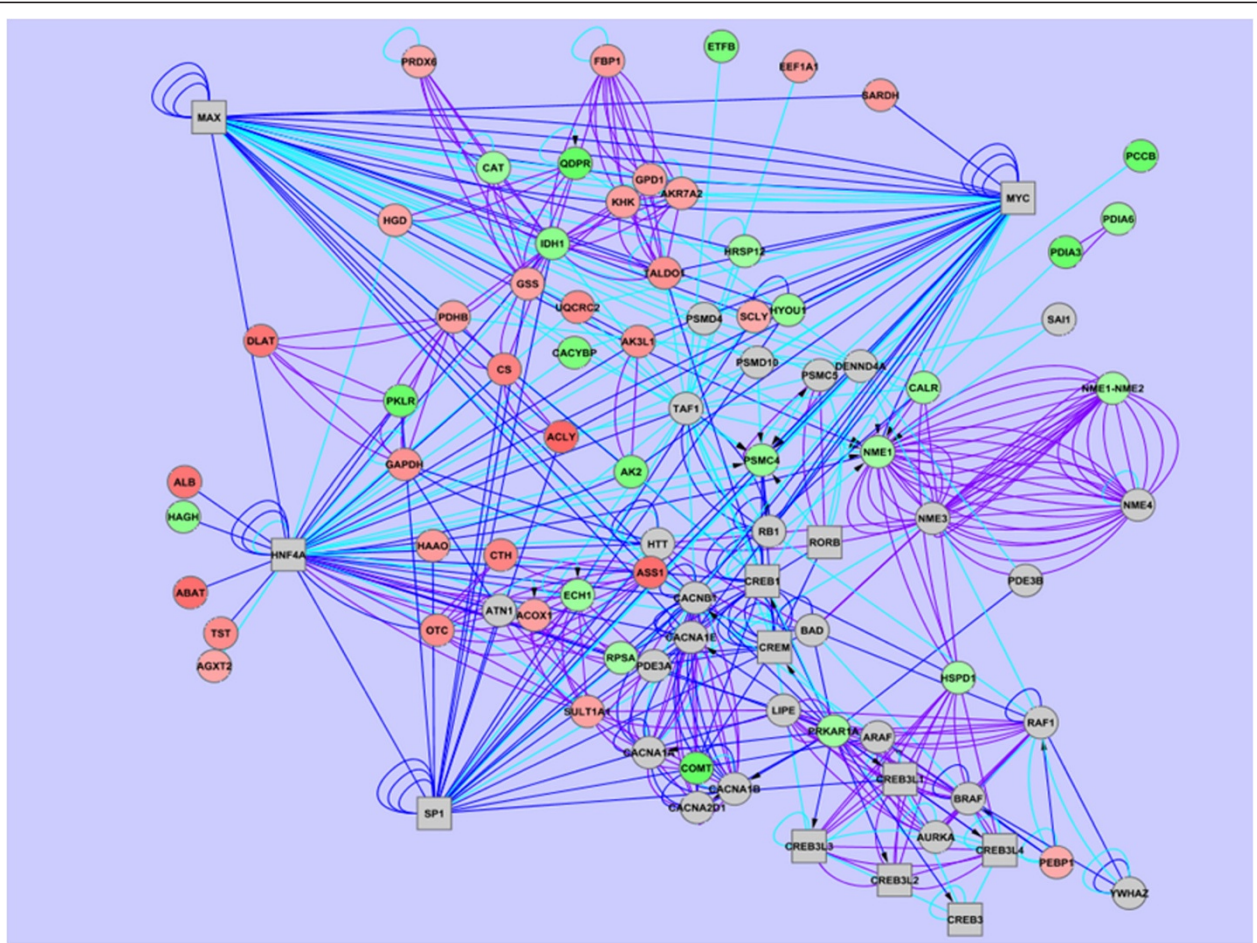 ETFB
PRDX6
FBP1
EEF1A1
SARDH
MAX
PCCB
QDPR
CAT
GPD1
AKR7A2
MYC
KHK
PDIA6
HGD
IDH1
HRSP12
PDIA3
TALDO1
GSS
UQCRC2
HYOU1
PDHB
SCLY
PSMD4
SAI1
DLAT
AK3L1
CACYBP
PSMD10
DENND4A
CS
PSMC5
CALR
NME1-NME2
PKLR
TAF1
ACLY
NME1
GAPDH
PSMC4
AK2
ALB
NME4
HAGH
NME3
RB1
RORB
HTT
HAAO
HNF4A
CTH
ASS1
CREB1
PDE3B
ABAT
ECH1
CACNB1
ATN1
ACOX1
TST
OTC
BAD
CACNA1E
CREM
RPSA
PDE3A
AGXT2
HSPD1
SULT1A1
LIPE
RAF1
PRKAR1A
ARAF
CACNA1A
COMT
CREB3L1
CACNA1B
BRAF
CACNA2D1
SP1
AURKA
CREB3L3
CREB3L4
PEBP1
CREB3L2
YWHAZ
CREB3